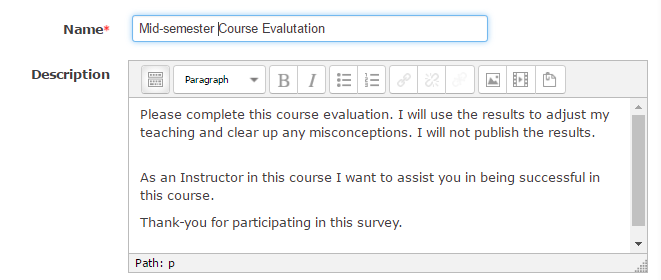 Name* Mid-semester Course Evalutation
Description
Paragraph B I
Please complete this course evaluation. I will use the results to adjust my
teaching and clear up any misconceptions. I will not publish the results.
As an Instructor in this course I want to assist you in being successful in
this course.
Thank-you for participating in this survey.
Path: p